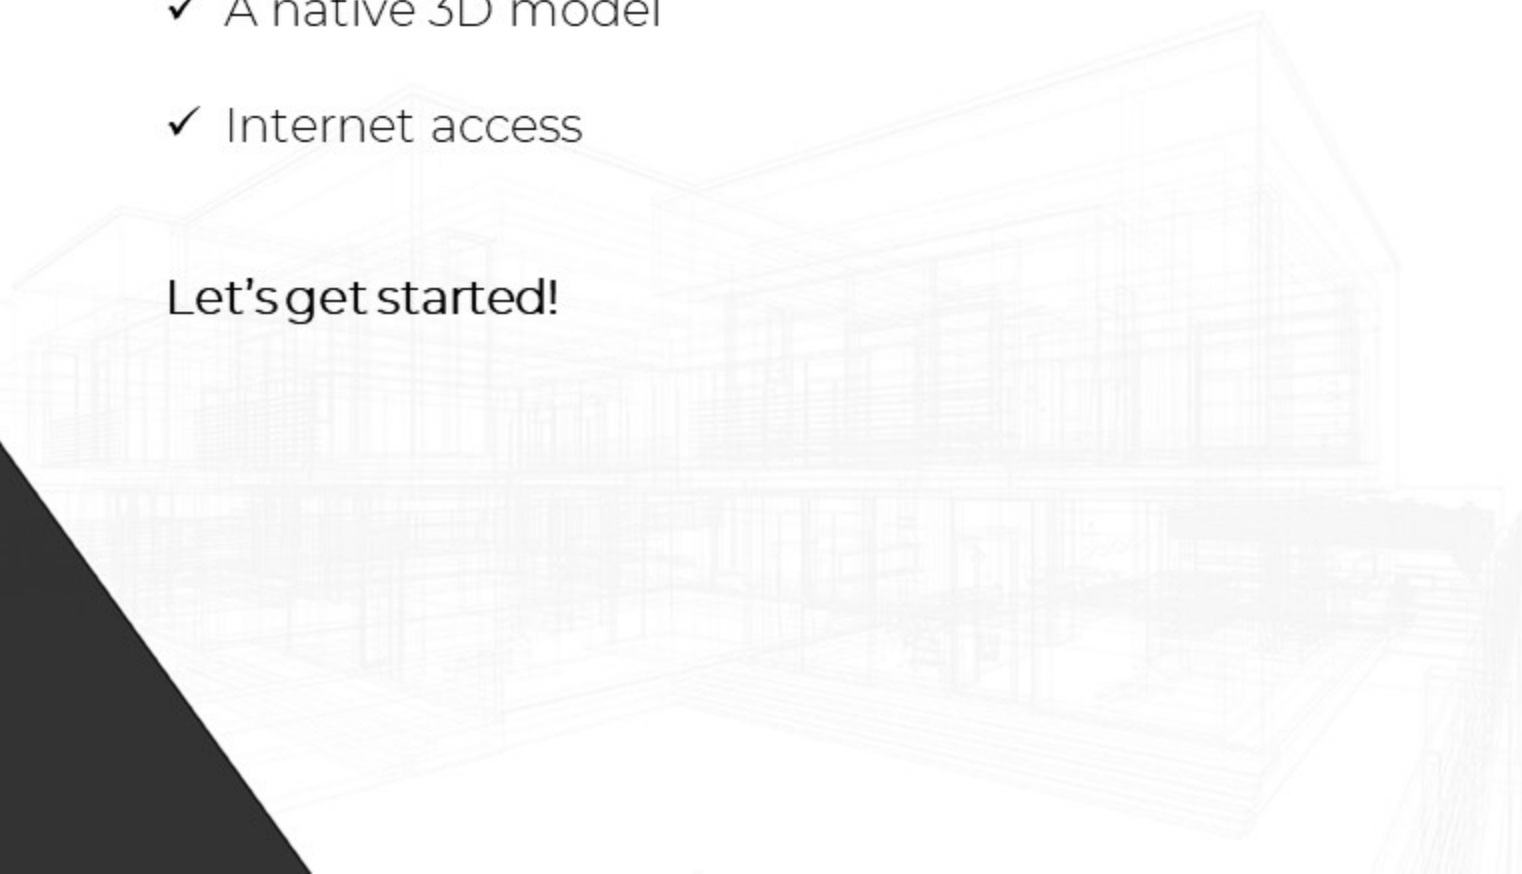 ✓ A native 3D model
✓ Internet access
Let's get started!